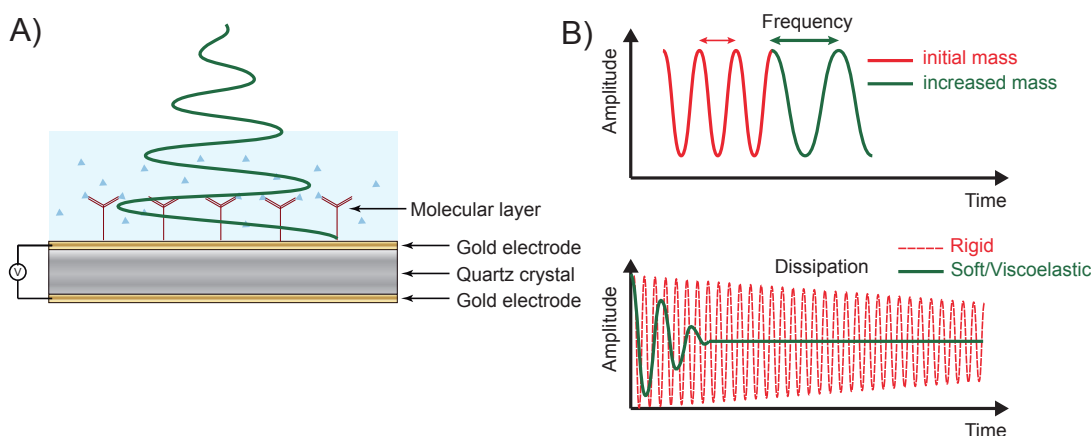 A)
Molecular layer
Gold electrode
Quartz crystal
Gold electrode
V
B)
Frequency
initial mass
increased mass
Amplitude
Time
Dissipation
Rigid
Soft/Viscoelastic
Amplitude
Time